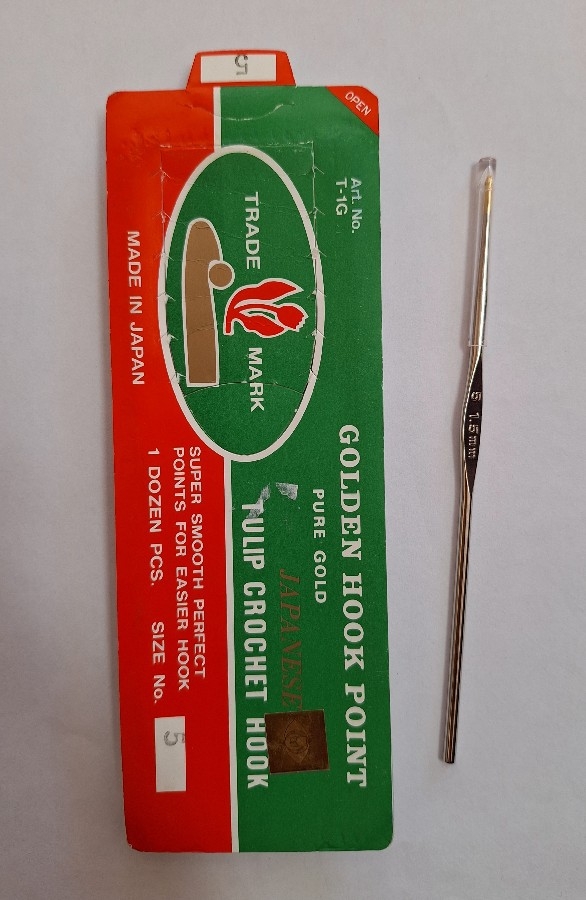 5
OPEN
Art. No.
T-1G
TRADE
MARK
MADE IN JAPAN
GOLDEN HOOK POINT
PURE GOLD
JAPANESE
TULIP CROCHET HOOK
SUPER SMOOTH PERFECT
POINTS FOR EASIER HOOK
1 DOZEN PCS. SIZE No. 5
5 1.5mm